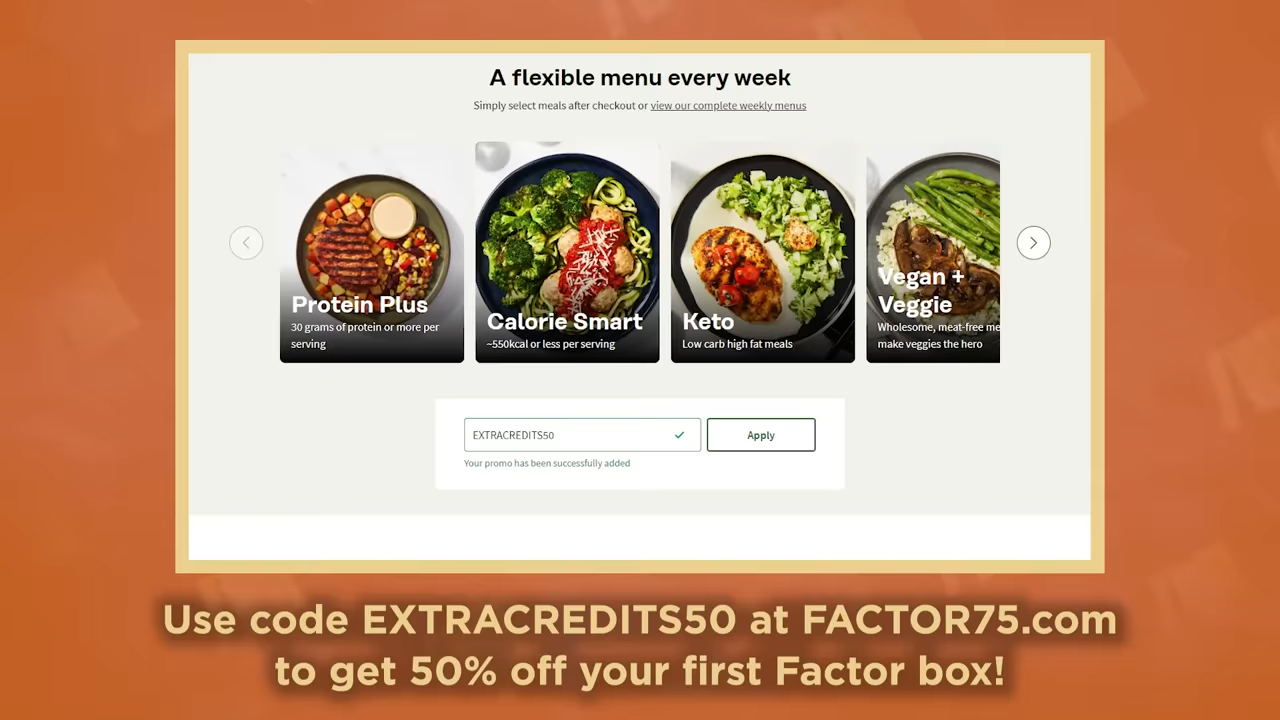 A flexible menu every week
Simply select meals after checkout or view our complete weekly menus
Protein Plus
30 grams of protein or more per
serving
Calorie Smart
~550kcal or less per serving
Keto
Low carb high fat meals
Vegan +
Veggie
Wholesome, meat-free me
make veggies the hero
EXTRACREDITS50
Apply
Your promo has been successfully added
Use code EXTRACREDITS50 at FACTOR75.com
to get 50% off your first Factor box!